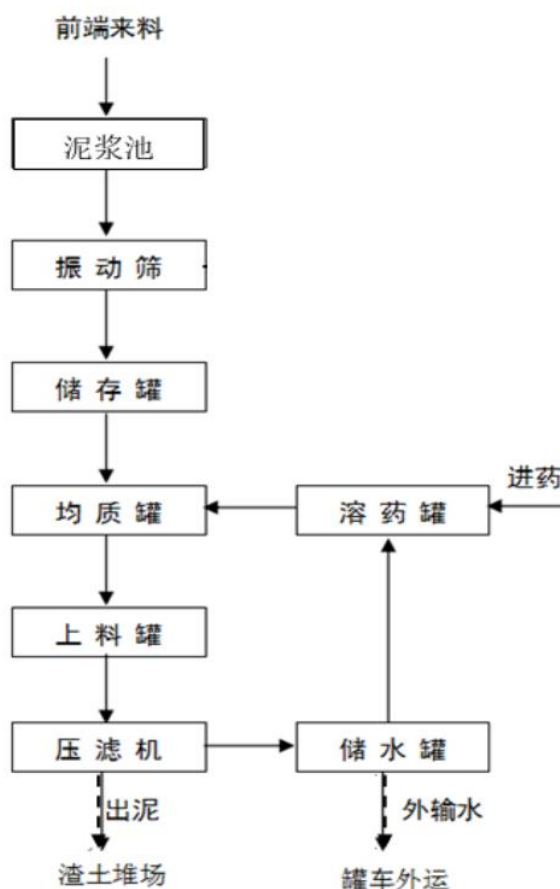 前端来料
泥浆池
振动筛
储存罐
进药
均质罐
溶药罐
上料罐
压滤机
储水罐
出泥
外输水
渣土堆场
罐车外运